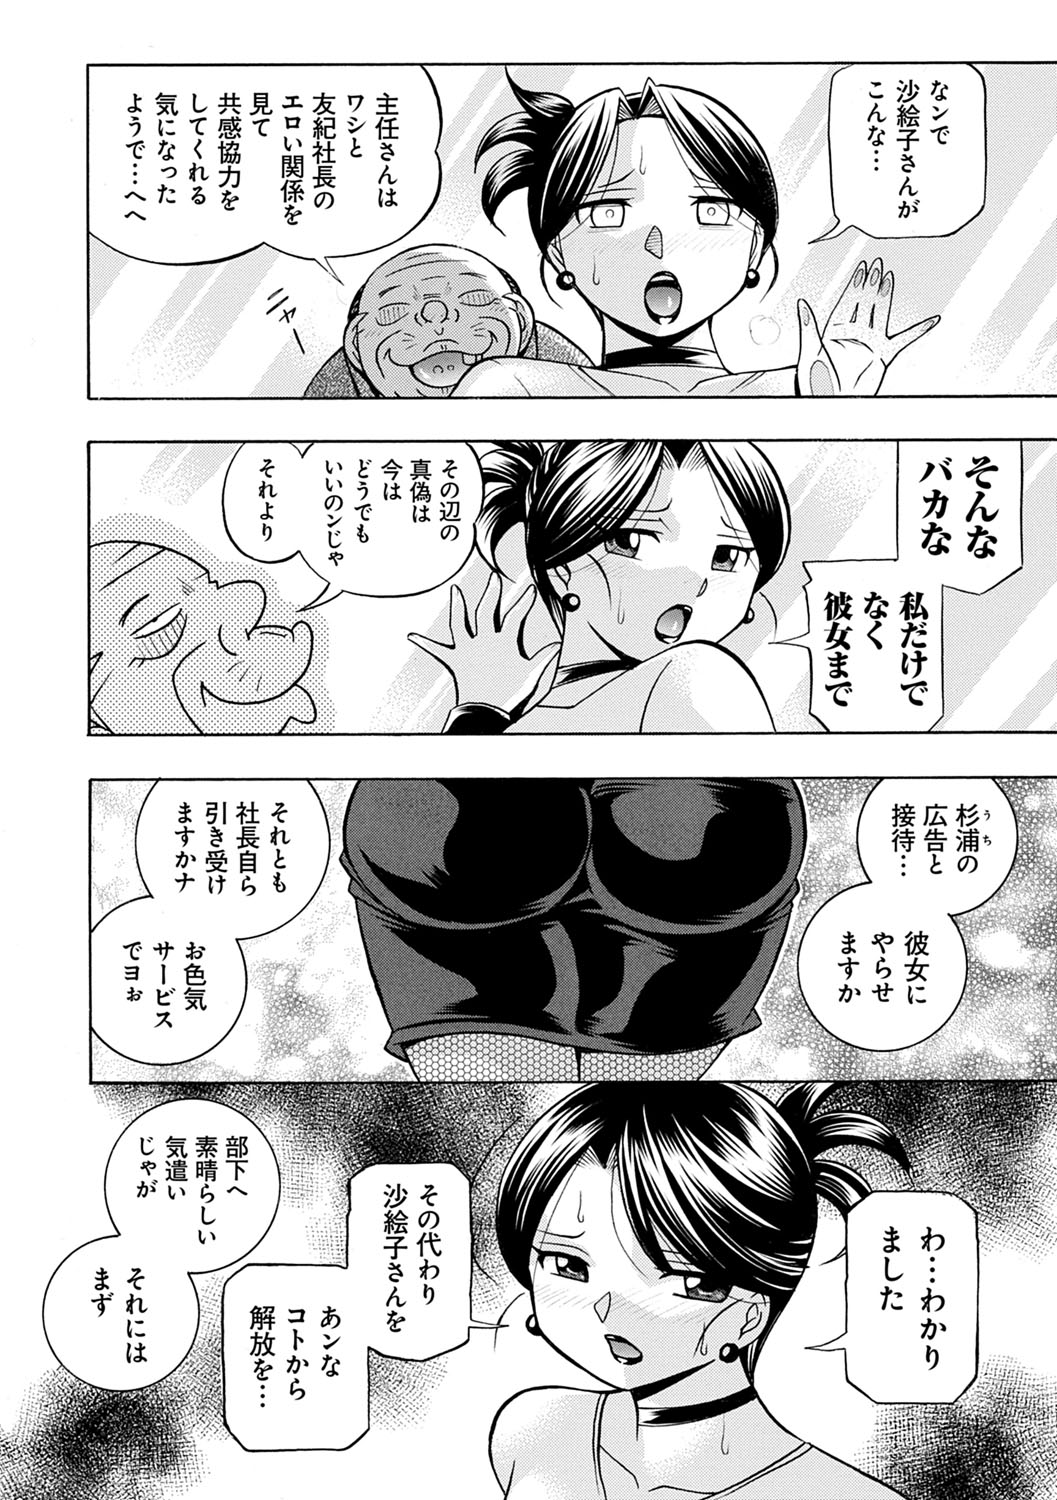 なンで
沙絵子さんが
こんな…
主任さんは
ワシと
友紀社長の
エロい関係を
見て
共感協力を
してくれる
気になった
ようで…へへ
ニャ〜
そんな
バカな
私だけで
なく
彼女まで
その辺の
真偽は
今は
どうでも
いいのンじゃ
それより
杉浦の
うち
広告と
接待…
彼女に
やらせ
ますか
それとも
社長自ら
引き受け
ますかナ
お色気
サービス
でヨぉ
わ…わかり
ました
その代わり
沙絵子さんを
あンな
コトから
解放を…
部下へ
素晴らしい
気遣い
じゃが
それには
まず